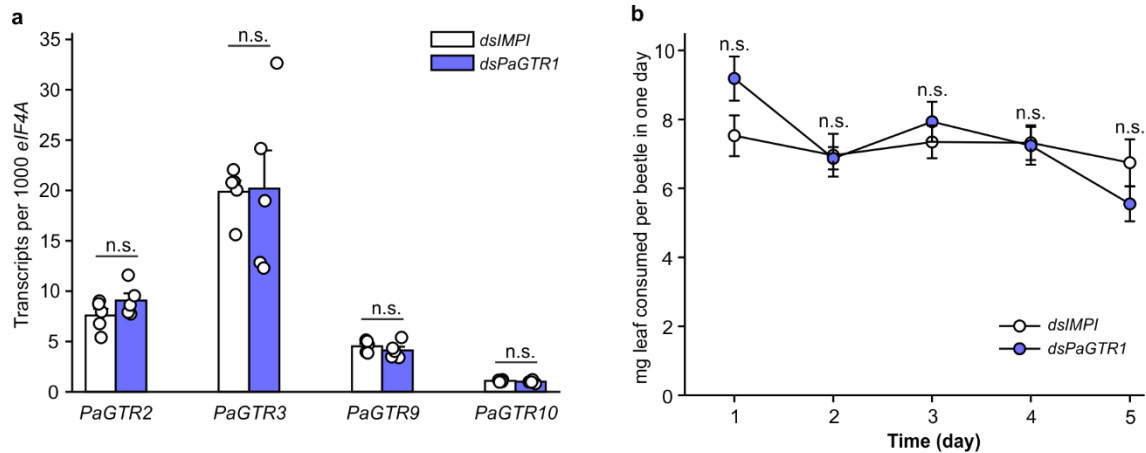 a
Transcripts per 1000 eIF4A
35
30
25
20
15
10
5
0
n.s.
n.s.
n.s.
n.s.
dsIMPI
dsPaGTR1
PaGTR2
PaGTR3
PaGTR9
PaGTR10
b
mg leaf consumed per beetle in one day
10
8
6
4
2
0
n.s.
n.s.
n.s.
n.s.
n.s.
dsIMPI
dsPaGTR1
1
2
3
4
5
Time (day)